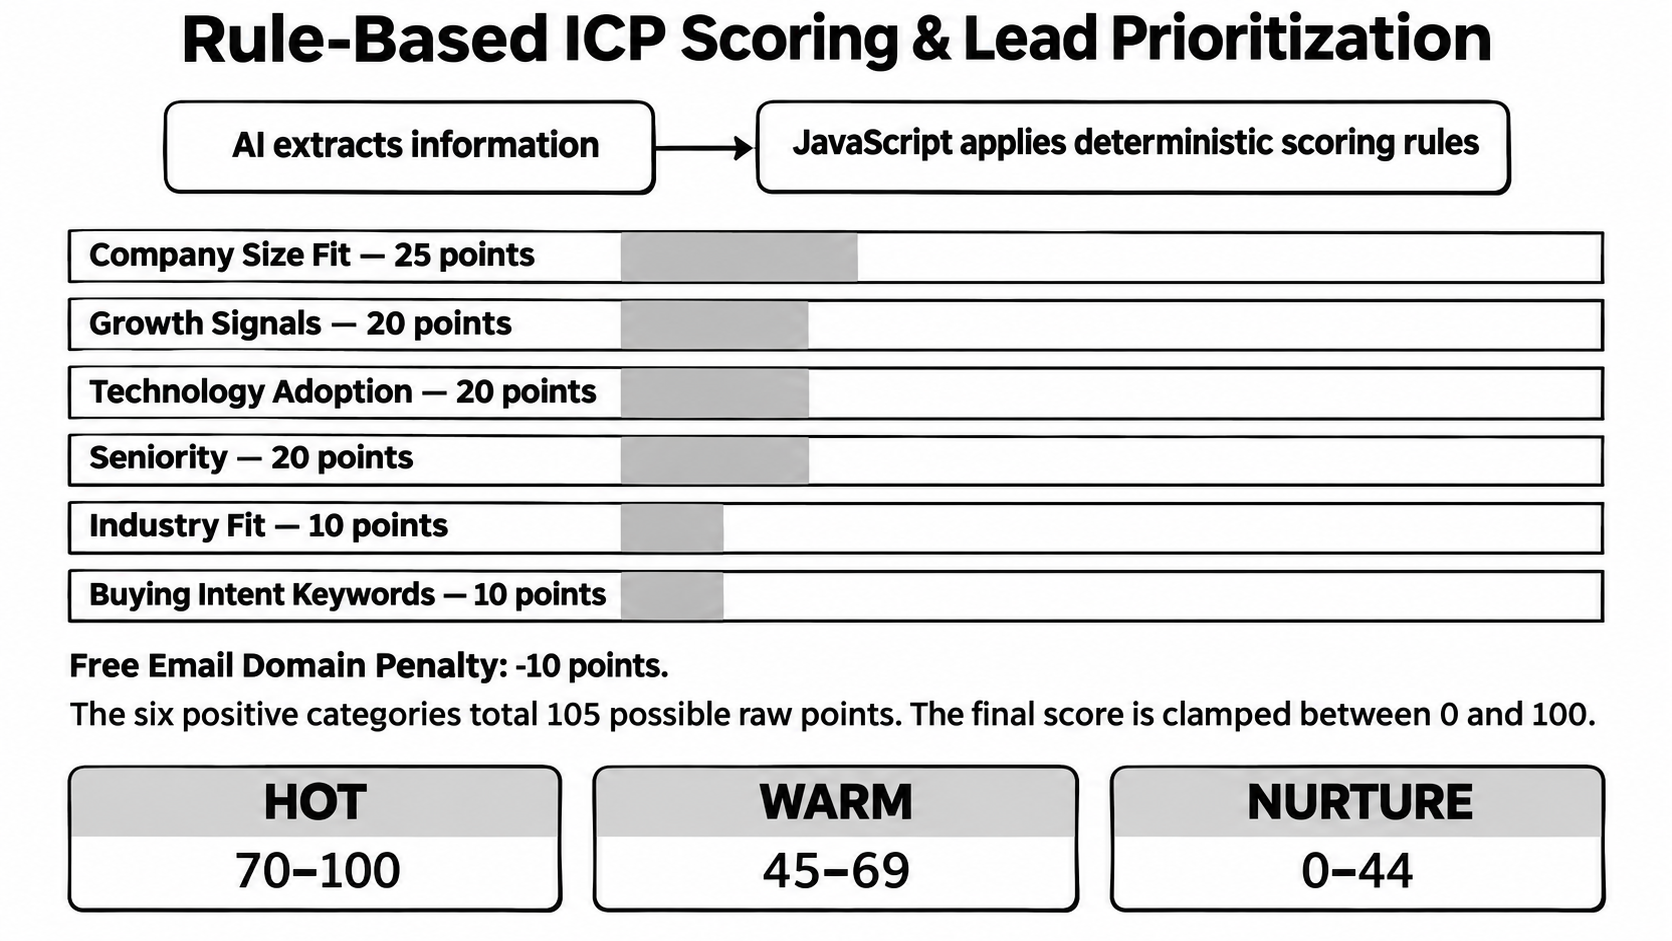 Rule-Based ICP Scoring & Lead Prioritization
AI extracts information
JavaScript applies deterministic scoring rules
Company Size Fit — 25 points
Growth Signals — 20 points
Technology Adoption — 20 points
Seniority — 20 points
Industry Fit — 10 points
Buying Intent Keywords — 10 points
Free Email Domain Penalty: -10 points.
The six positive categories total 105 possible raw points. The final score is clamped between 0 and 100.
HOT
70–100
WARM
45–69
NURTURE
0–44